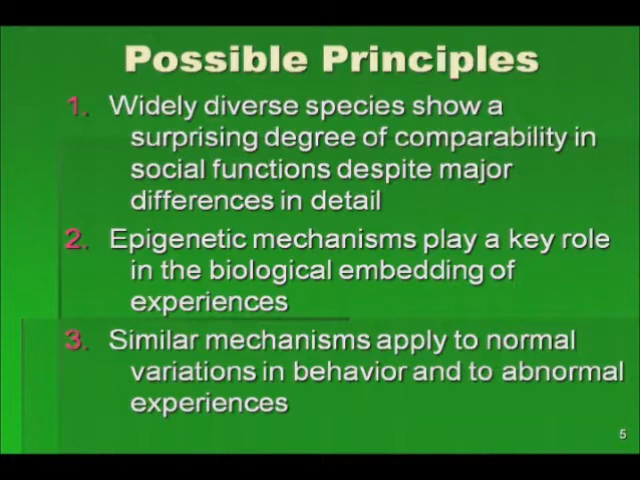 Possible Principles
1. Widely diverse species show a
surprising degree of comparability in
social functions despite major
differences in detail
2. Epigenetic mechanisms play a key role
in the biological embedding of
experiences
3. Similar mechanisms apply to normal
variations in behavior and to abnormal
experiences
5